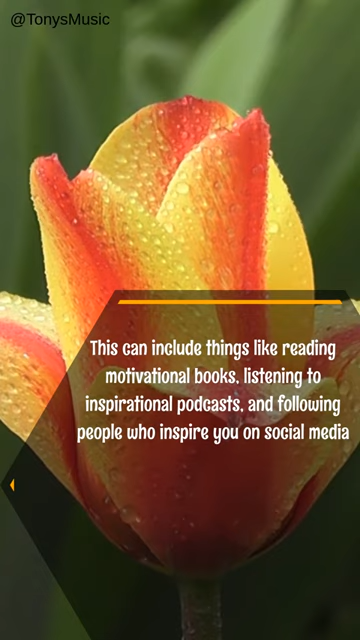 @TonysMusic
This can include things like reading
motivational books, listening to
inspirational podcasts, and following
people who inspire you on social media